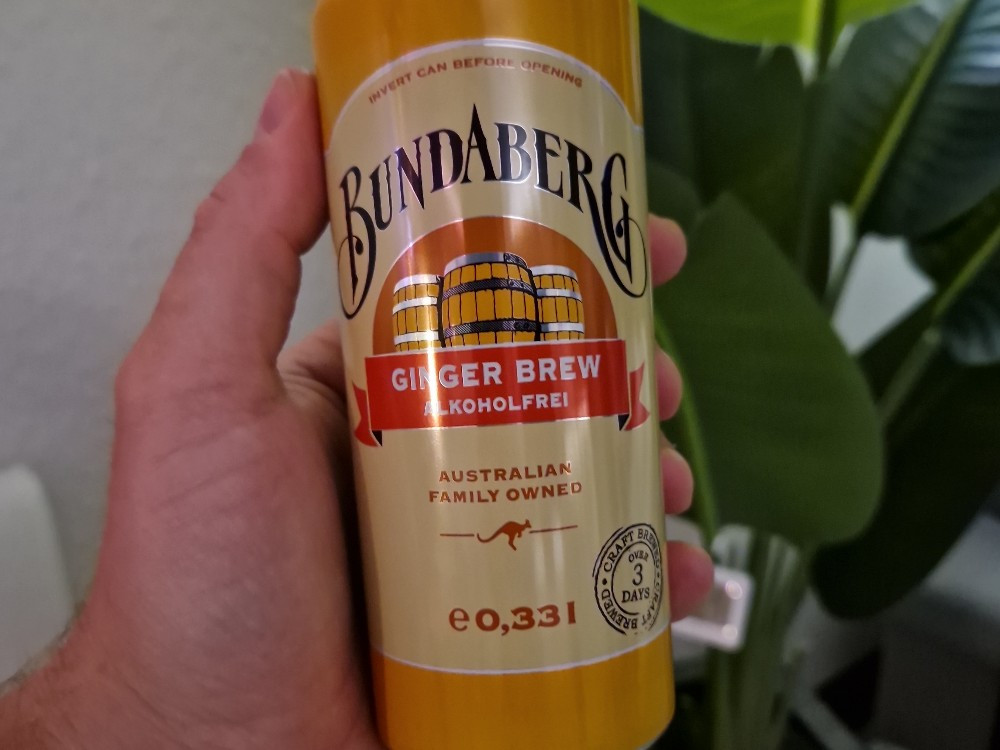 INVERT CAN BEFORE OPENING
BUNDABERG
GINGER BREW
ALKOHOLFREI
AUSTRALIAN
FAMILY OWNED
e0,33l
CRAFT BREWED • CRAFT BREWED •
OVER
3
DAYS